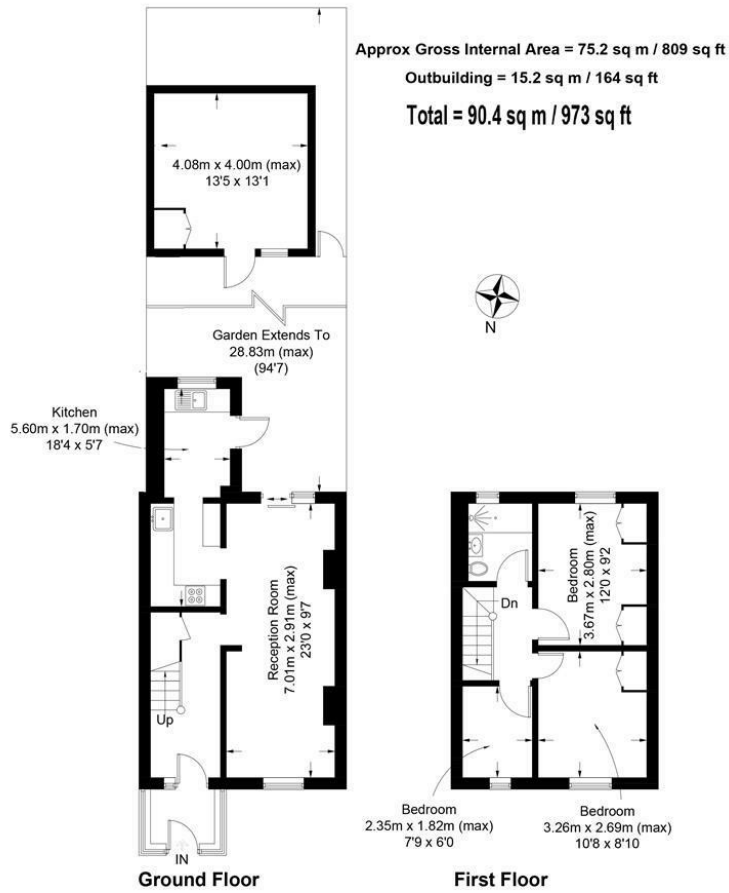 Approx Gross Internal Area = 75.2 sq m / 809 sq ft
Outbuilding = 15.2 sq m / 164 sq ft
Total = 90.4 sq m / 973 sq ft
4.08m x 4.00m (max)
13'5 x 13'1
N
Garden Extends To
28.83m (max)
(94'7)
Kitchen
5.60m x 1.70m (max)
18'4 x 5'7
Reception Room
7.01m x 2.91m (max)
23'0 x 9'7
Up
IN
Ground Floor
Dn
Bedroom
3.67m x 2.80m (max)
12'0 x 9'2
Bedroom
2.35m x 1.82m (max)
7'9 x 6'0
Bedroom
3.26m x 2.69m (max)
10'8 x 8'10
First Floor